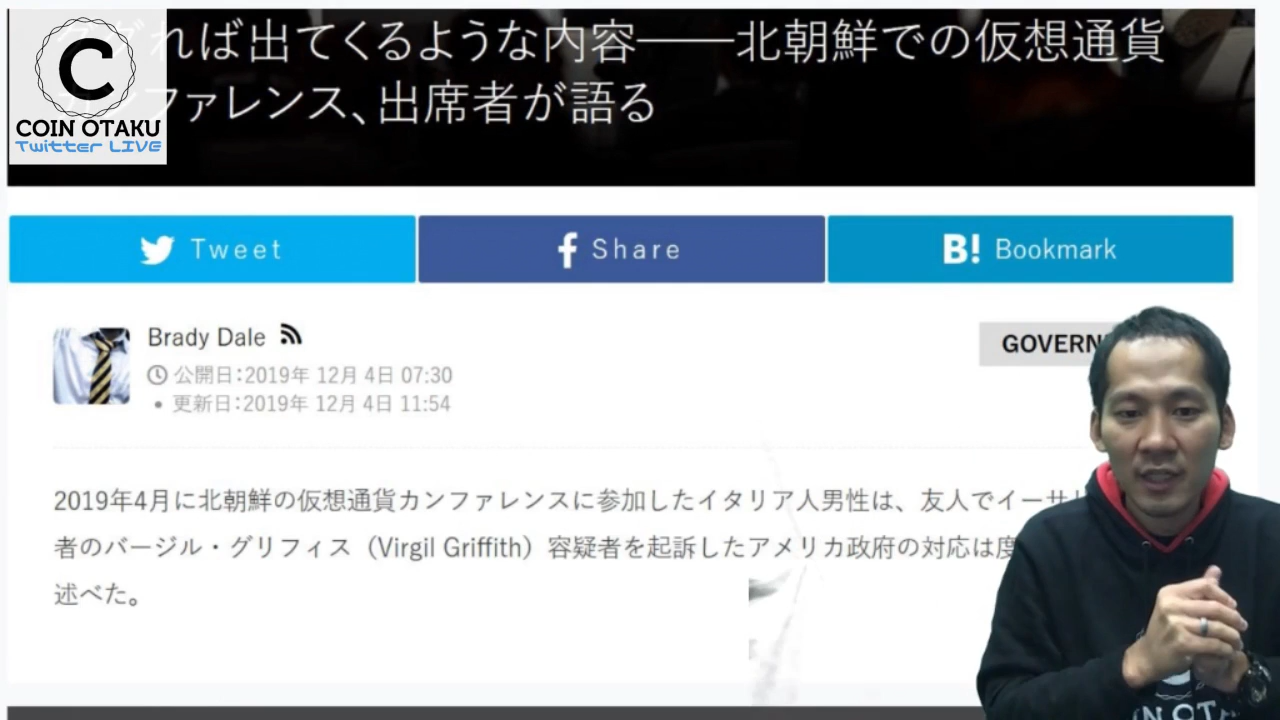 ば出てくるような内容――北朝鮮での仮想通貨
ファレンス、出席者が語る
C
COIN OTAKU
Twitter LIVE
Tweet
Share
B! Bookmark
Brady Dale
公開日:2019年 12月 4日 07:30
• 更新日:2019年 12月 4日 11:54
GOVERN
2019年4月に北朝鮮の仮想通貨カンファレンスに参加したイタリア人男性は、友人でイーサ
者のバージル・グリフィス（Virgil Griffith）容疑者を起訴したアメリカ政府の対応は度
述べた。